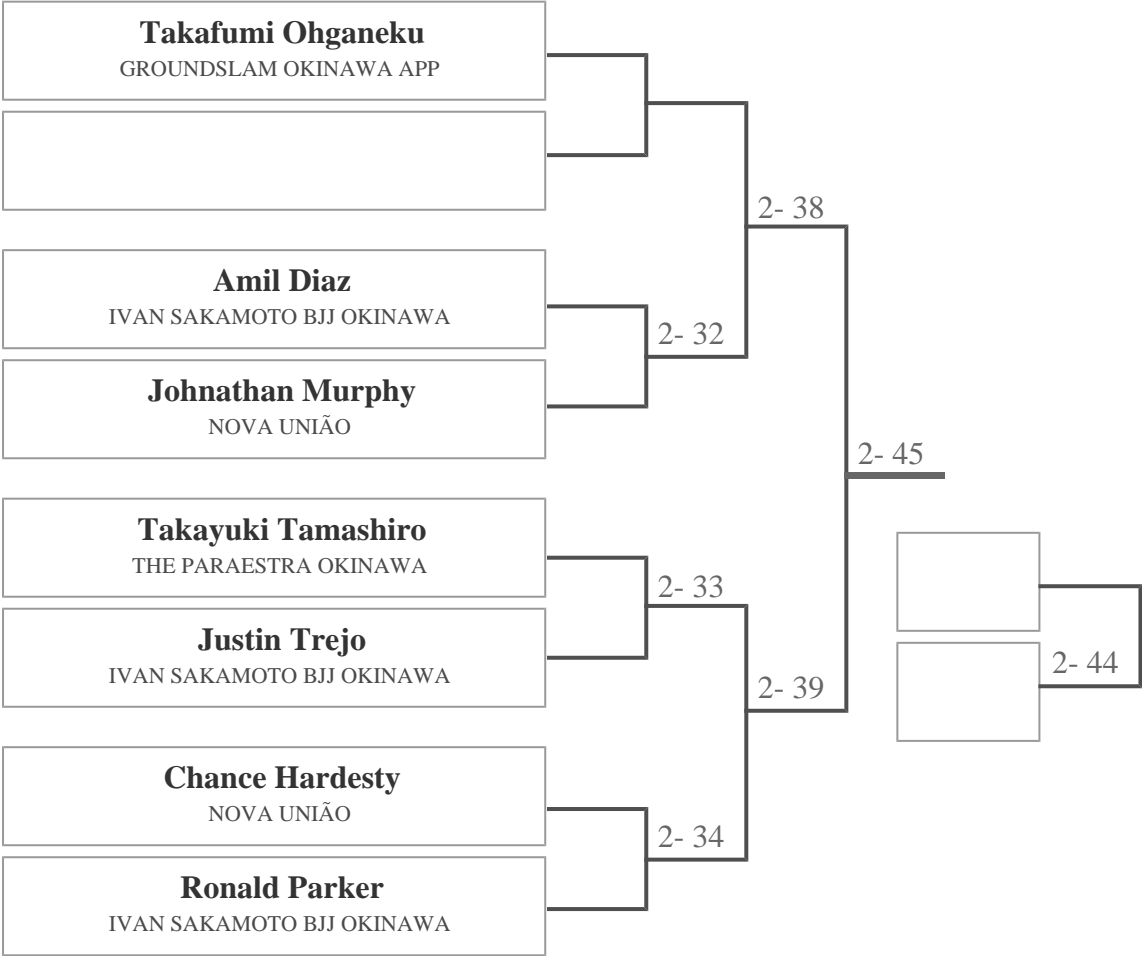 Takafumi Ohganeku
GROUNDSLAM OKINAWA APP
2- 38
Amil Diaz
IVAN SAKAMOTO BJJ OKINAWA
2- 32
Johnathan Murphy
NOVA UNIÃO
2- 45
Takayuki Tamashiro
THE PARAESTRA OKINAWA
2- 33
Justin Trejo
IVAN SAKAMOTO BJJ OKINAWA
2- 44
2- 39
Chance Hardesty
NOVA UNIÃO
2- 34
Ronald Parker
IVAN SAKAMOTO BJJ OKINAWA